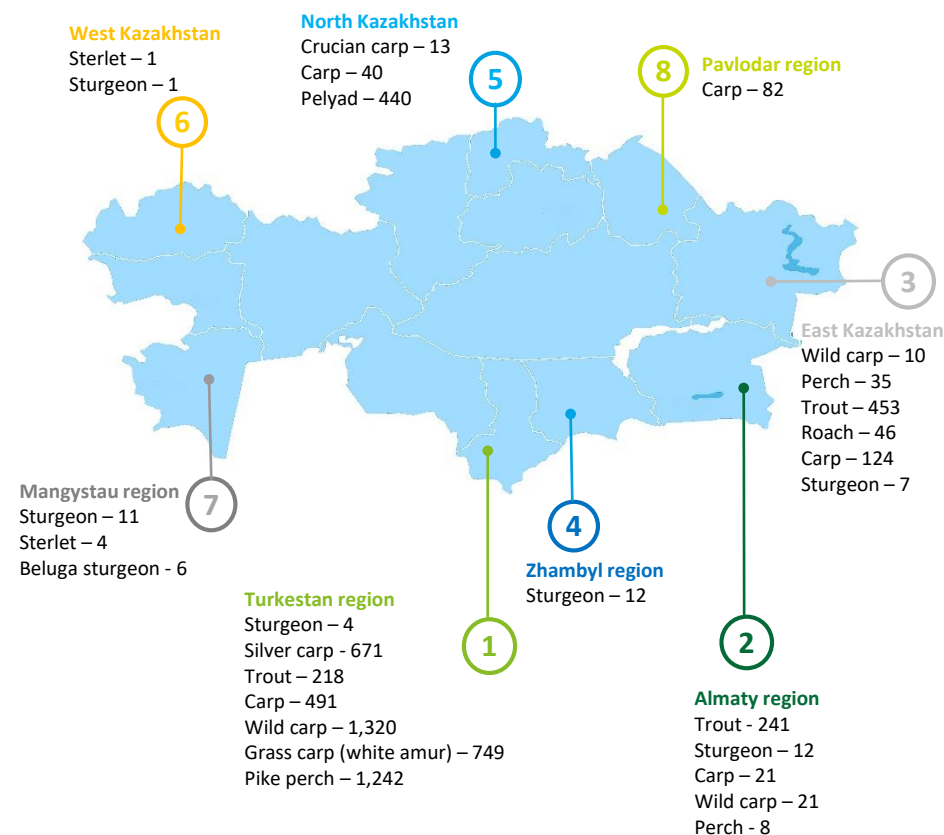 West Kazakhstan
Sterlet – 1
Sturgeon – 1
6
North Kazakhstan
Crucian carp – 13
Carp – 40
Pelyad – 440
5
8
Pavlodar region
Carp – 82
3
East Kazakhstan
Wild carp – 10
Perch – 35
Trout – 453
Roach – 46
Carp – 124
Sturgeon – 7
Mangystau region
Sturgeon – 11
Sterlet – 4
Beluga sturgeon - 6
7
4
Zhambyl region
Sturgeon – 12
Turkestan region
Sturgeon – 4
Silver carp - 671
Trout – 218
Carp – 491
Wild carp – 1,320
Grass carp (white amur) – 749
Pike perch – 1,242
1
2
Almaty region
Trout - 241
Sturgeon – 12
Carp – 21
Wild carp – 21
Perch - 8